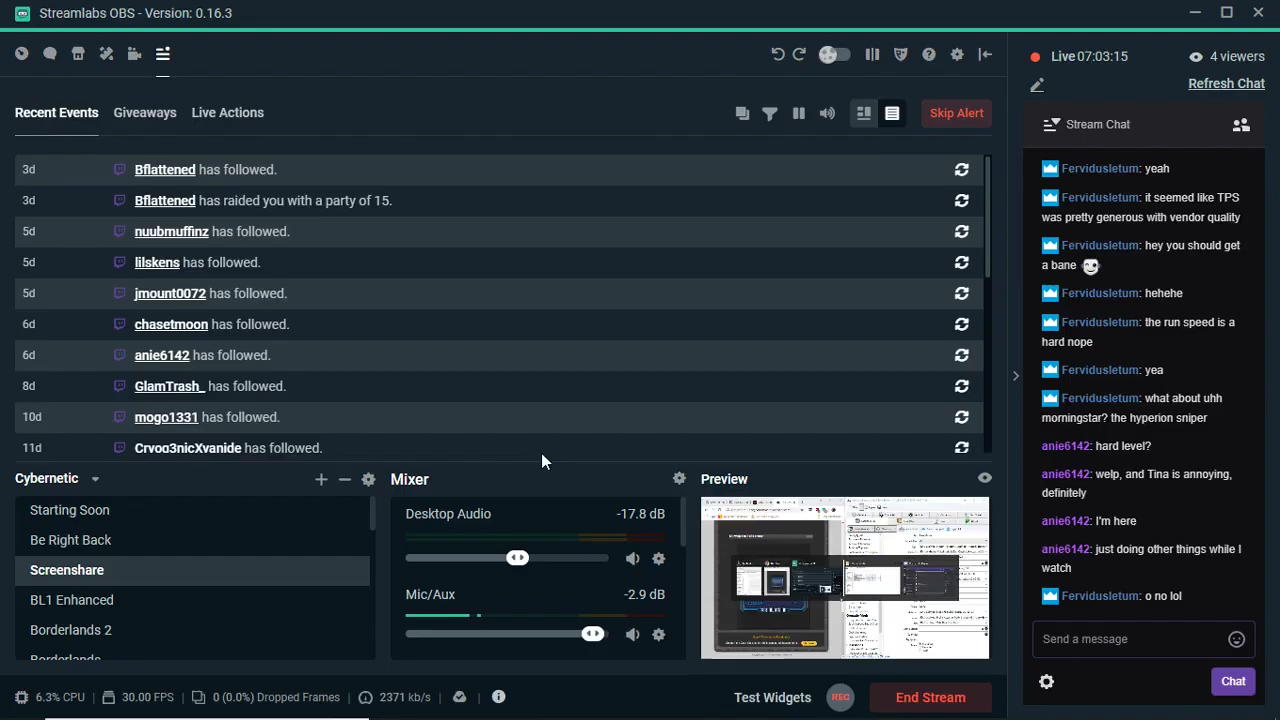 Streamlabs OBS - Version: 0.16.3
Live 07:03:15
4 viewers
Refresh Chat
Recent Events
Giveaways
Live Actions
Skip Alert
3d Bflattened has followed.
3d Bflattened has raided you with a party of 15.
5d nuubmuffinz has followed.
5d lilskens has followed.
5d jmount0072 has followed.
6d chasetmoon has followed.
6d anie6142 has followed.
8d GlamTrash_ has followed.
10d mogo1331 has followed.
11d Cryog3nicXyanide has followed.
Cybernetic
Starting Soon
Be Right Back
Screenshare
BL1 Enhanced
Borderlands 2
Borderlands
Mixer
Desktop Audio -17.8 dB
Mic/Aux -2.9 dB
Preview
6.3% CPU
30.00 FPS
0 (0.0%) Dropped Frames
2371 kb/s
Test Widgets
REC
End Stream
Stream Chat
Fervidusletum: yeah
Fervidusletum: it seemed like TPS
was pretty generous with vendor quality
Fervidusletum: hey you should get
a bane
Fervidusletum: hehehe
Fervidusletum: the run speed is a
hard nope
Fervidusletum: yea
Fervidusletum: what about uhh
morningstar? the hyperion sniper
anie6142: hard level?
anie6142: welp, and Tina is annoying,
definitely
anie6142: I'm here
anie6142: just doing other things while I
watch
Fervidusletum: o no lol
Send a message
Chat